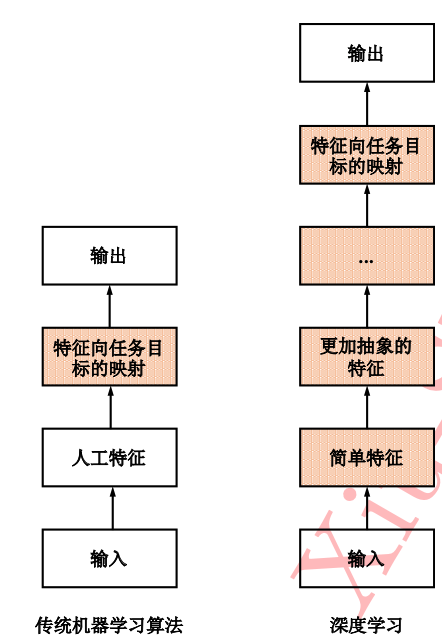 输出
特征向任务目
标的映射
人工特征
输入
传统机器学习算法
输出
特征向任务目
标的映射
...
更加抽象的
特征
简单特征
输入
深度学习